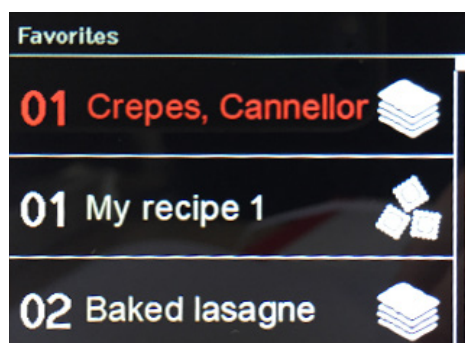 Favorites
01 Crepes, Cannellor
01 My recipe 1
02 Baked lasagne